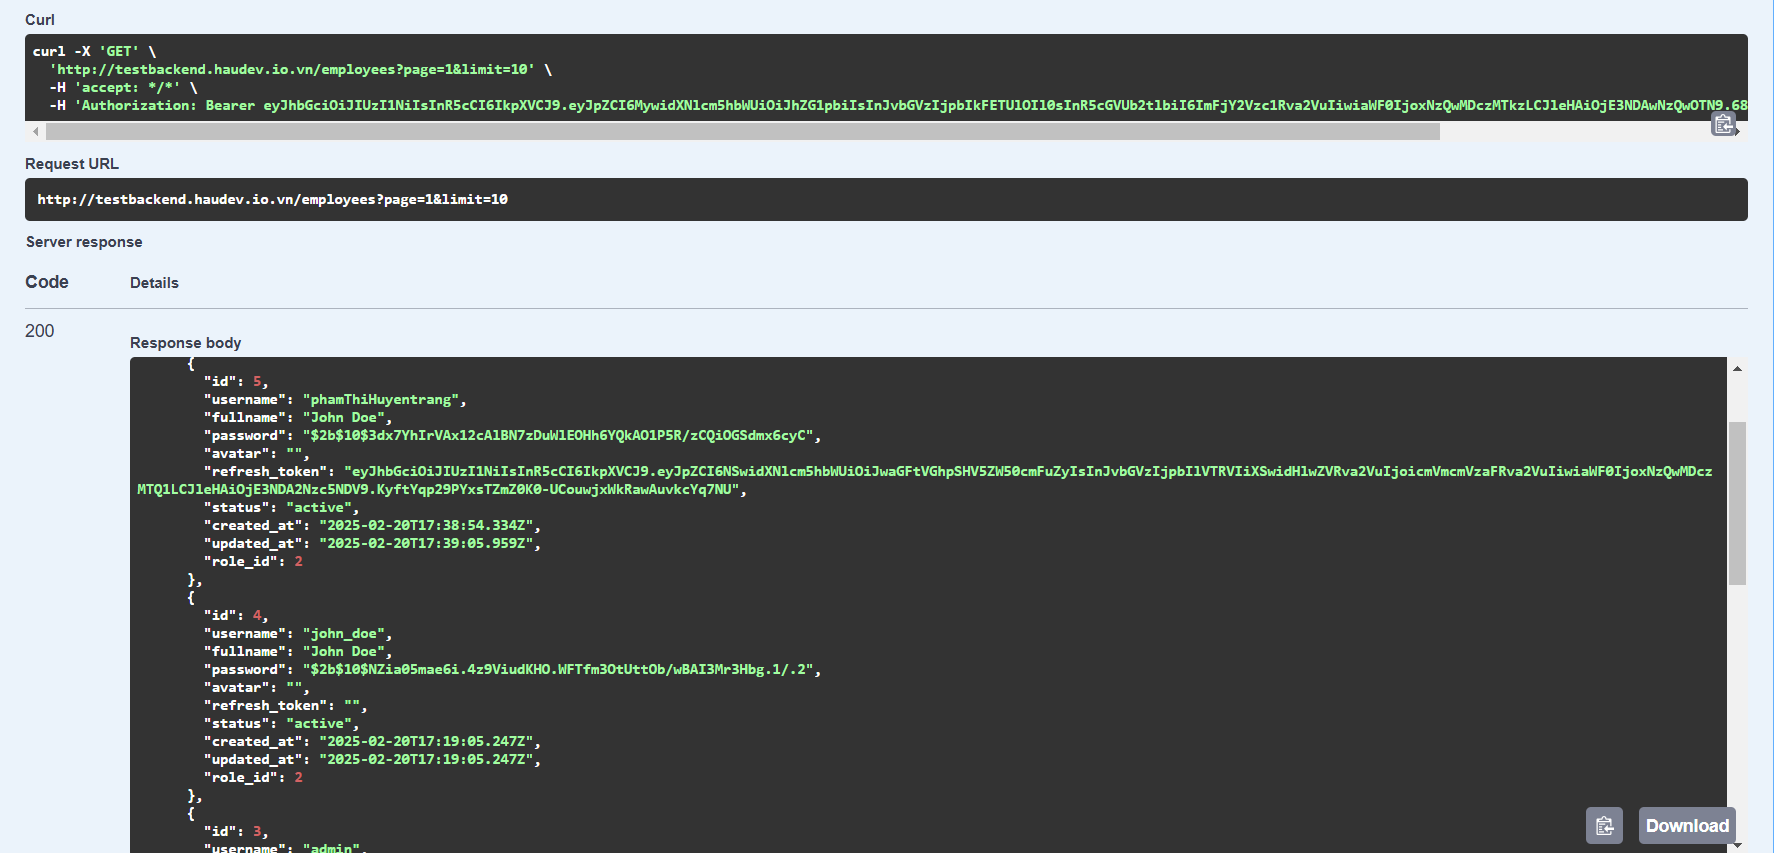 Curl
curl -X 'GET' \
'http://testbackend.haudev.io.vn/employees?page=1&limit=10' \
-H 'accept: */*' \
-H 'Authorization: Bearer eyJhbGciOiJIUzI1NiIsInR5cCI6IkpXVCJ9.eyJpZCI6MywidXNlcm5hbWUiOiJhZG1pbiIsInJvbGVzIjpbIkFETUlOIl0sInR5cGVUb2tlbiI6ImFjY2Vzc1Rva2VuIiwiaWF0IjoxNzQwMDczMTkzLCJleHAiOjE3NDAwNzQwOTN9.68
Request URL
http://testbackend.haudev.io.vn/employees?page=1&limit=10
Server response
Code Details
200
Response body
{
"id": 5,
"username": "phamThiHuyentrang",
"fullname": "John Doe",
"password": "$2b$10$3dx7YhIrVAx12cAlBN7zDuWlEOHh6YQkAO1P5R/zCQiOGSdmx6cyC",
"avatar": "",
"refresh_token": "eyJhbGciOiJIUzI1NiIsInR5cCI6IkpXVCJ9.eyJpZCI6NSwidXNlcm5hbWUiOiJwaGFtVGhpSHV5ZW50cmFuZyIsInJvbGVzIjpbIlVTRVIiXSwidHlwZVRva2VuIjoicmVmcmVzaFRva2VuIiwiaWF0IjoxNzQwMDcz
MTQ1LCJleHAiOjE3NDA2Nzc5NDV9.KyftYqp29PYxsTZmZ0K0-UCouwjxWkRawAuvkcYq7NU",
"status": "active",
"created_at": "2025-02-20T17:38:54.334Z",
"updated_at": "2025-02-20T17:39:05.959Z",
"role_id": 2
},
{
"id": 4,
"username": "john_doe",
"fullname": "John Doe",
"password": "$2b$10$NZia05mae6i.4z9ViudKHO.WFTfm3OtUttOb/wBAI3Mr3Hbg.1/.2",
"avatar": "",
"refresh_token": "",
"status": "active",
"created_at": "2025-02-20T17:19:05.247Z",
"updated_at": "2025-02-20T17:19:05.247Z",
"role_id": 2
},
{
"id": 3,
"username": "admin",
Download